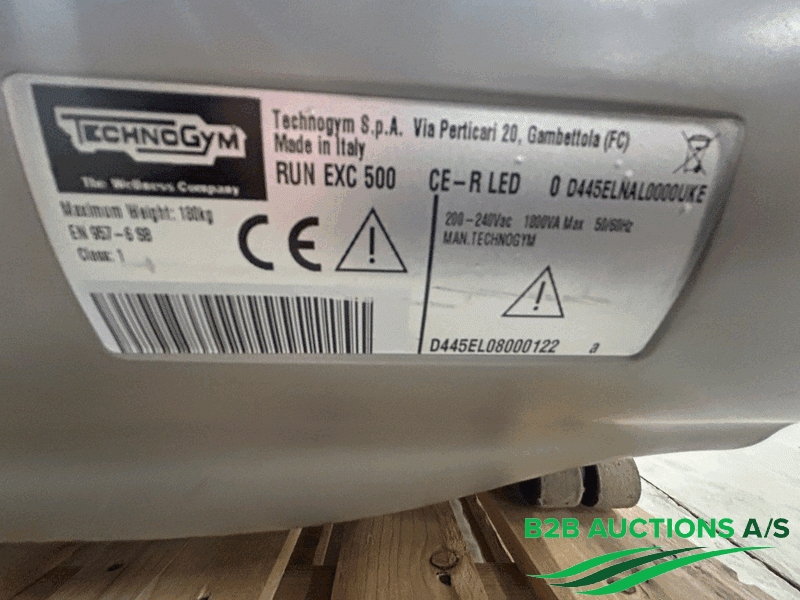 TECHNOGYM
The Wellness Company
Technogym S.p.A. Via Perticari 20, Gambettola (FC)
Made in Italy
RUN EXC 500 CE-R LED 0 D445ELNAL0000UKE
Maximum Weight: 180kg
EN 957-6 SB
Class: 1
CE
200-240Vac 1800VA Max 50/60Hz
MAN.TECHNOGYM
D445EL08000122 a
B2B AUCTIONS A/S